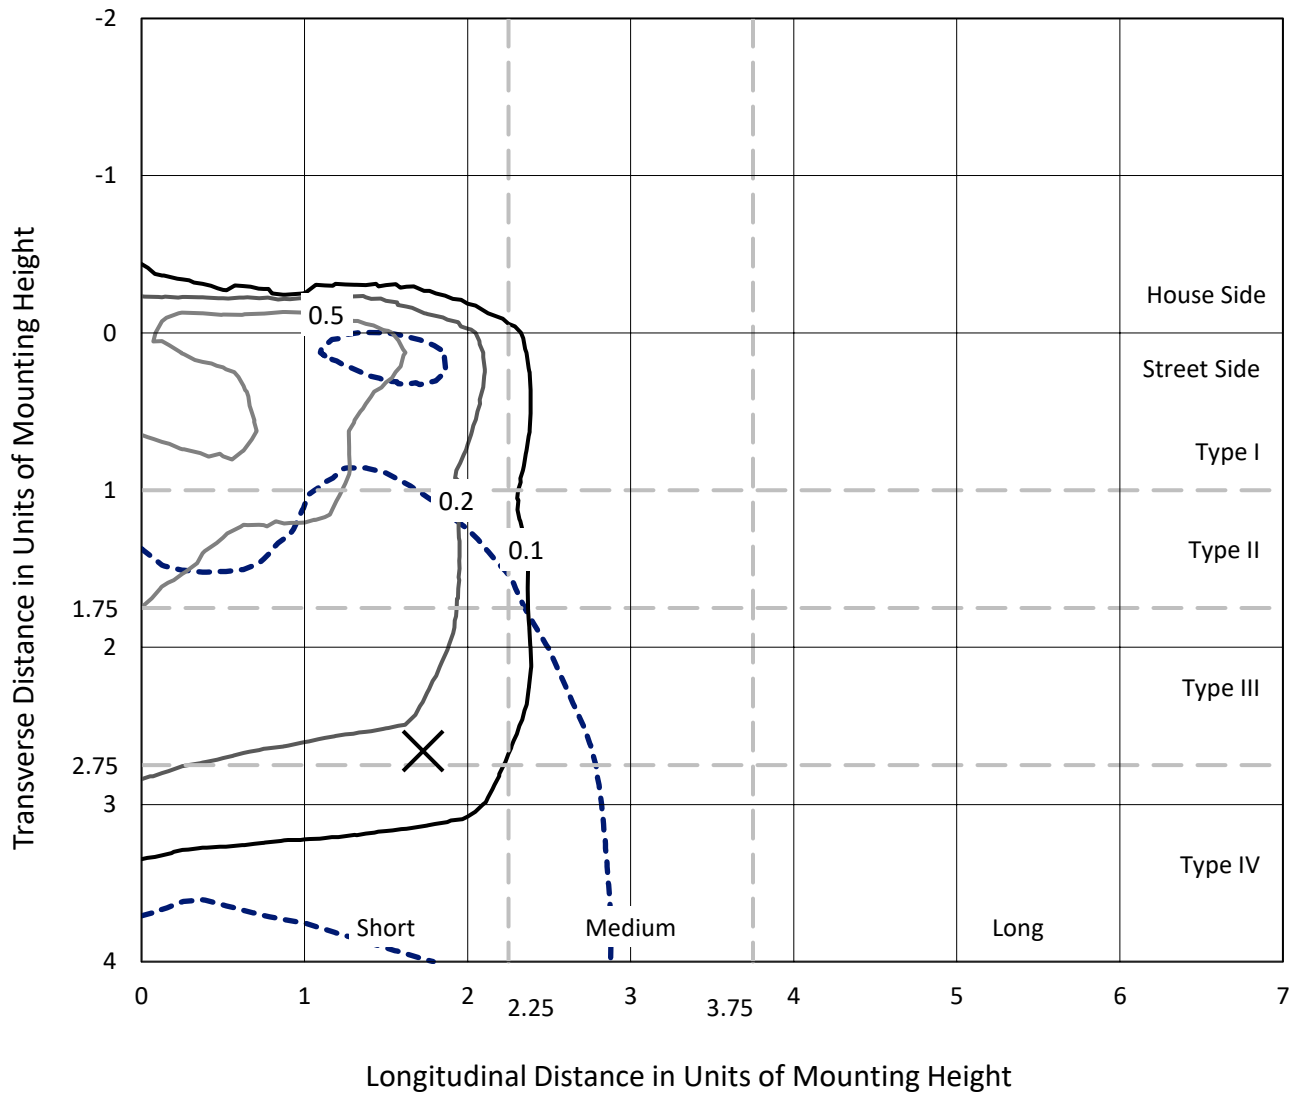 -2
-1
House Side
0.5
0
Street Side
Type I
1
0.2
0.1
Type II
1.75
2
Type III
2.75
3
Type IV
Short
Medium
Long
4
0
1
2
2.25
3
3.75
4
5
6
7
Longitudinal Distance in Units of Mounting Height
Transverse Distance in Units of Mounting Height